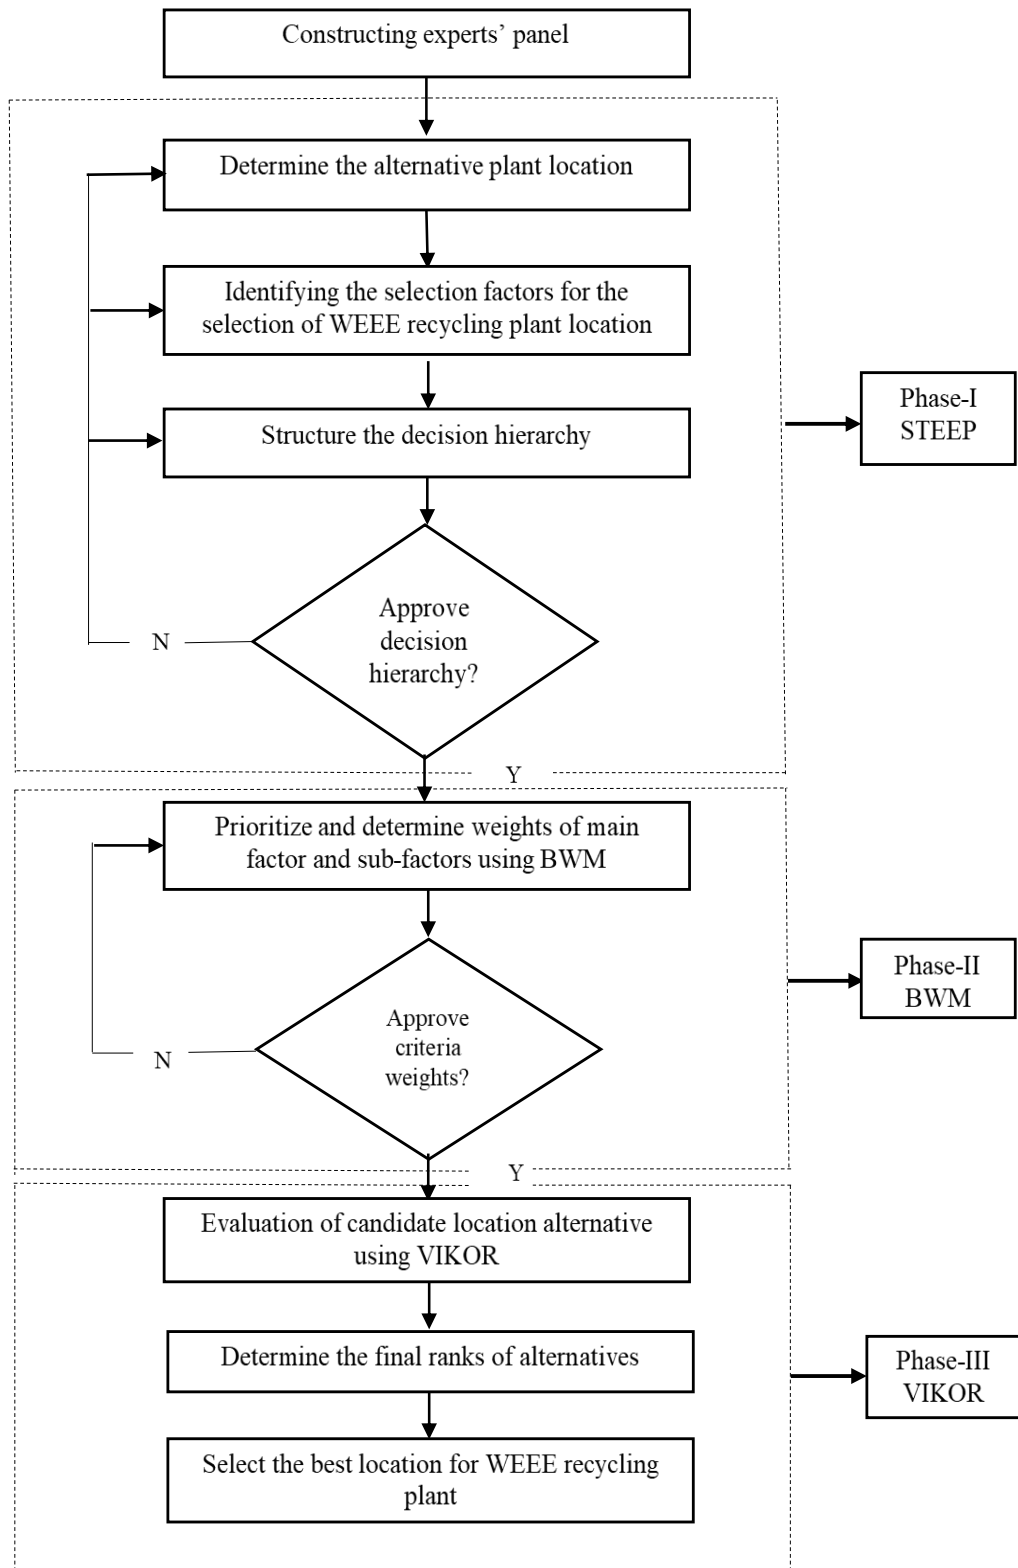 Constructing experts’ panel
Determine the alternative plant location
Identifying the selection factors for the
selection of WEEE recycling plant location
Structure the decision hierarchy
Phase-I
STEEP
Approve
decision
hierarchy?
N
Y
Prioritize and determine weights of main
factor and sub-factors using BWM
Phase-II
BWM
Approve
criteria
weights?
N
Y
Evaluation of candidate location alternative
using VIKOR
Determine the final ranks of alternatives
Phase-III
VIKOR
Select the best location for WEEE recycling
plant